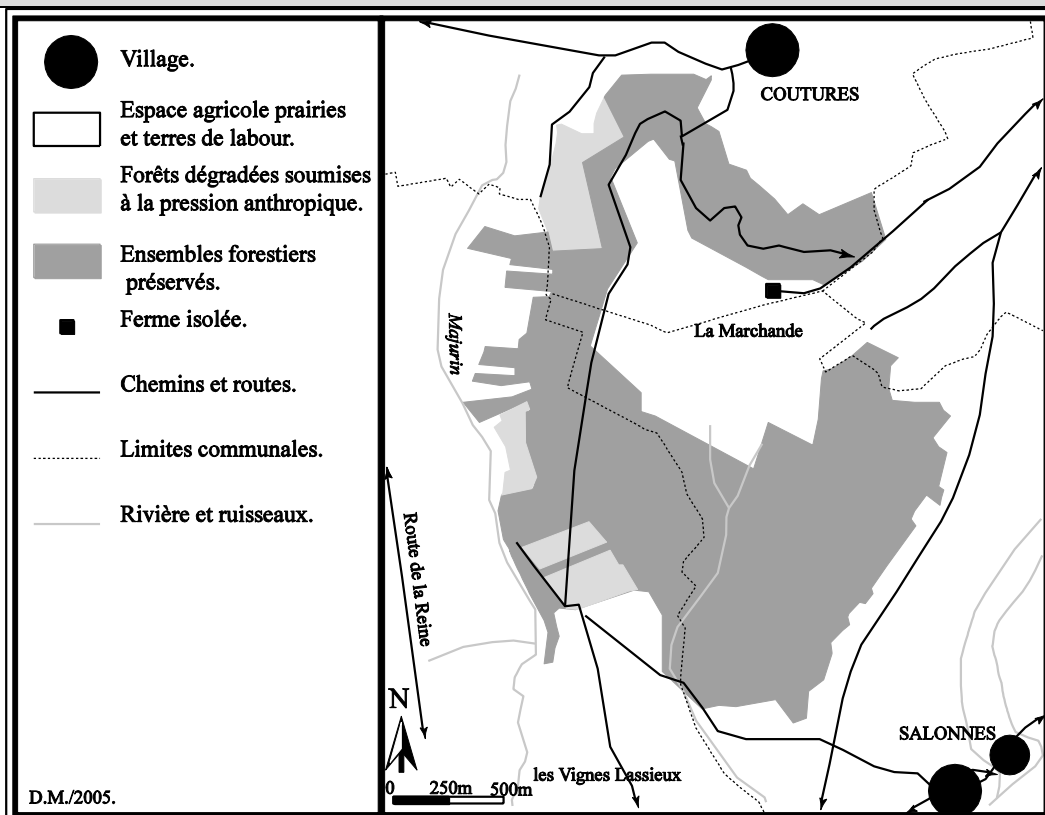 Village.
Espace agricole prairies
et terres de labour.
Forêts dégradées soumises
à la pression anthropique.
Ensembles forestiers
préservés.
Ferme isolée.
Chemins et routes.
Limites communales.
Rivière et ruisseaux.
D.M./2005.
COUTURES
La Marchande
Majurin
Route de la Reine
N
0 250m 500m
les Vignes Lassieux
SALONNES